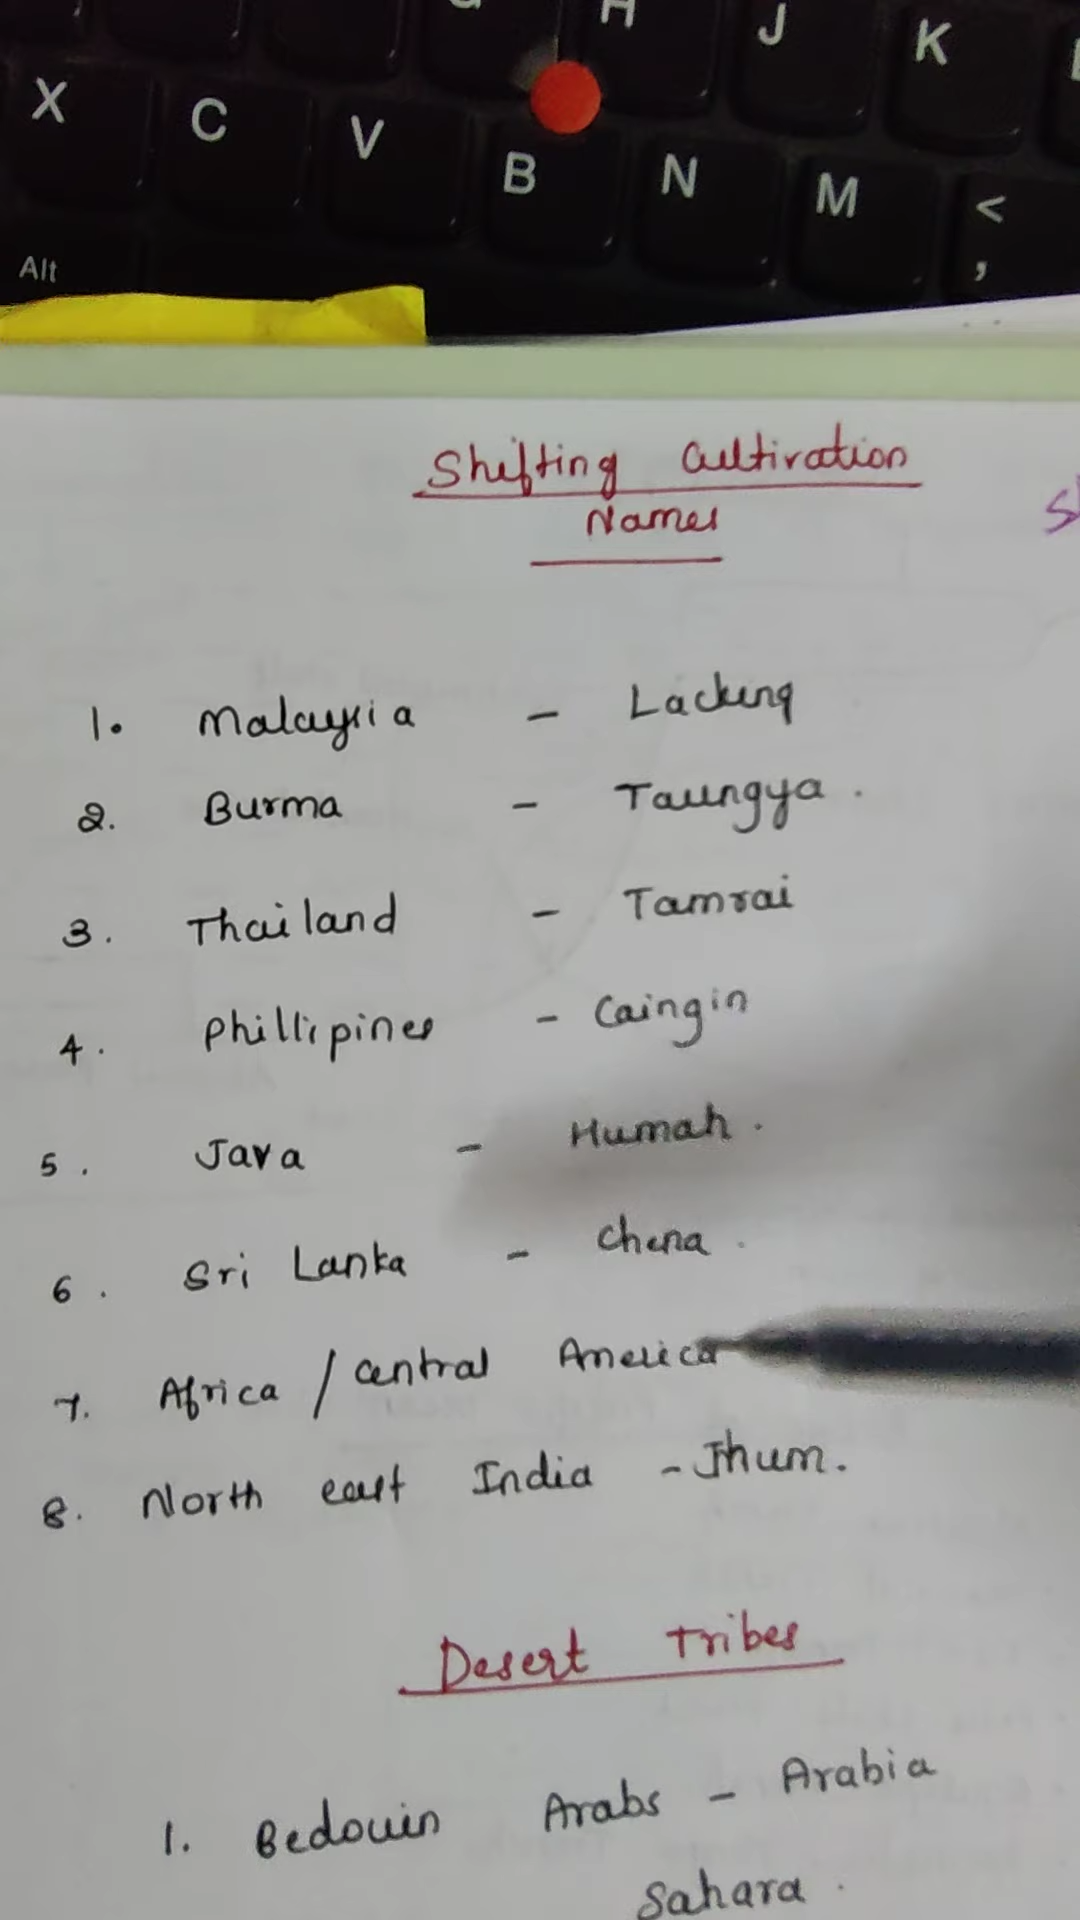 H J K
X C V B N M <
Alt ,
Shifting Cultivation
Names
1. Malaysia - Lacking
2. Burma - Taungya.
3. Thailand - Tamrai
4. Phillipines - Caingin
5. Java - Humah.
6. Sri Lanka - Chena.
7. Africa / Central America
8. North east India - Jhum.
Desert Tribes
1. Bedouin Arabs - Arabia
Sahara.